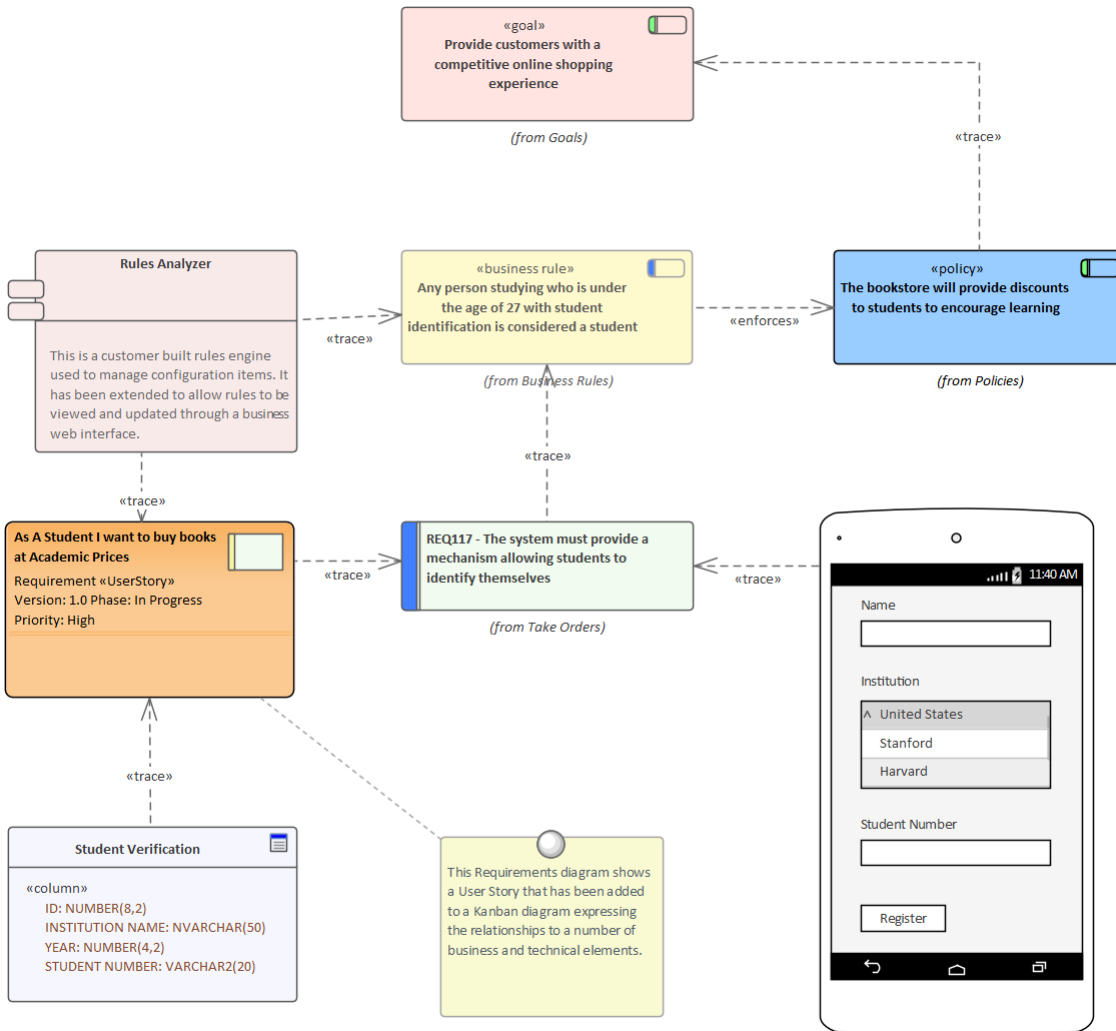 «goal»
Provide customers with a
competitive online shopping
experience
(from Goals)
«trace»
Rules Analyzer
This is a customer built rules engine
used to manage configuration items. It
has been extended to allow rules to be
viewed and updated through a business
web interface.
«trace»
«business rule»
Any person studying who is under
the age of 27 with student
identification is considered a student
(from Business Rules)
«enforces»
«policy»
The bookstore will provide discounts
to students to encourage learning
(from Policies)
«trace»
«trace»
As A Student I want to buy books
at Academic Prices
Requirement «UserStory»
Version: 1.0 Phase: In Progress
Priority: High
«trace»
REQ117 - The system must provide a
mechanism allowing students to
identify themselves
(from Take Orders)
«trace»
11:40 AM
Name
Institution
United States
Stanford
Harvard
Student Number
Register
«trace»
Student Verification
«column»
ID: NUMBER(8,2)
INSTITUTION NAME: NVARCHAR(50)
YEAR: NUMBER(4,2)
STUDENT NUMBER: VARCHAR2(20)
This Requirements diagram shows
a User Story that has been added
to a Kanban diagram expressing
the relationships to a number of
business and technical elements.